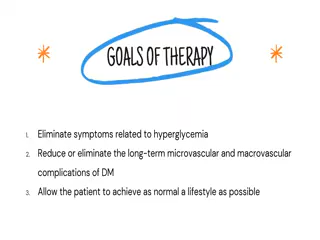 GOALS OF THERAPY
1. Eliminate symptoms related to hyperglycemia
2. Reduce or eliminate the long-term microvascular and macrovascular
complications of DM
3. Allow the patient to achieve as normal a lifestyle as possible